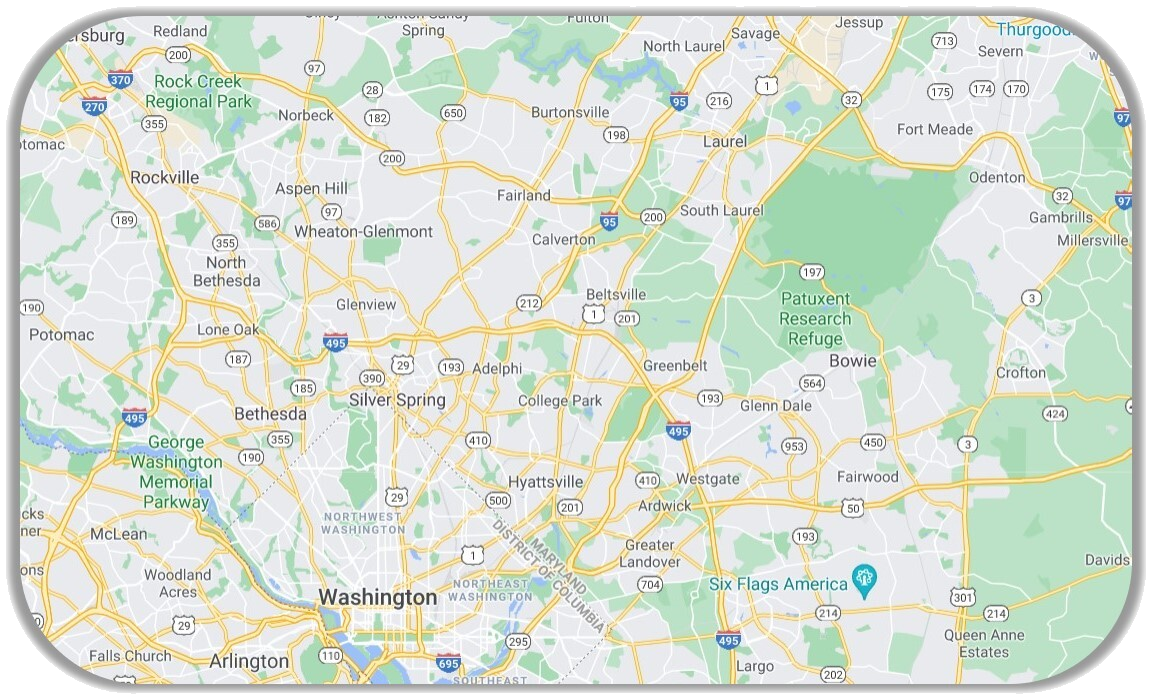 ersburg
Redland
Spring
Fulton
Savage
Jessup
Thurgood
North Laurel
713
Severn
200
97
370
270
Rock Creek
Regional Park
28
650
95
216
1
32
175
174
170
97
355
Norbeck
182
Burtonsville
198
Laurel
Fort Meade
otomac
200
Rockville
Aspen Hill
Fairland
Odenton
32
97
189
97
586
95
200
South Laurel
Gambrills
Wheaton-Glenmont
Calverton
Millersville
355
North
Bethesda
197
190
Glenview
212
Beltsville
1
201
Patuxent
Research
Refuge
3
Potomac
Lone Oak
495
Bowie
187
29
193
Adelphi
Greenbelt
Crofton
390
185
Silver Spring
College Park
193
564
Glenn Dale
424
495
Bethesda
495
George
Washington
Memorial
Parkway
355
190
410
953
450
3
29
Hyattsville
500
201
410
Westgate
Fairwood
Ardwick
50
cks
ner
McLean
NORTHWEST
WASHINGTON
MARYLAND
DISTRICT OF COLUMBIA
193
1
Greater
Landover
Davids
ons
Woodland
Acres
NORTHEAST
WASHINGTON
704
Six Flags America
Washington
301
214
214
29
295
495
Queen Anne
Estates
Falls Church
Arlington
110
695
Largo
202
SOUTHEAST